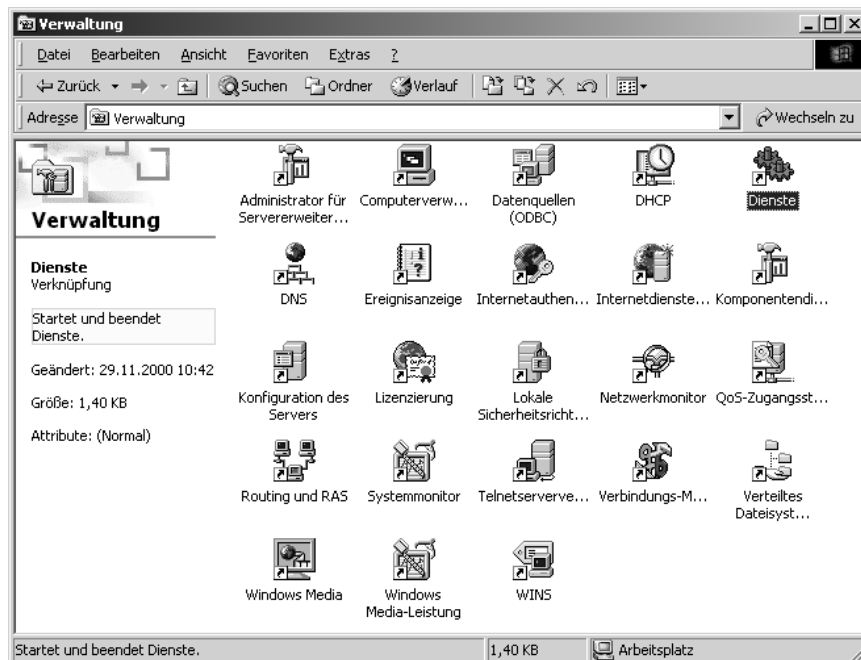 Verwaltung
Datei Bearbeiten Ansicht Favoriten Extras ?
Zurück Suchen Ordner Verlauf
Adresse Verwaltung Wechseln zu
Verwaltung
Dienste
Verknüpfung
Startet und beendet
Dienste.
Geändert: 29.11.2000 10:42
Größe: 1,40 KB
Attribute: (Normal)
Administrator für
Servererweiter...
Computerverw...
Datenquellen
(ODBC)
DHCP
Dienste
DNS
Ereignisanzeige
Internetauthen...
Internetdienste...
Komponentendi...
Konfiguration des
Servers
Lizenzierung
Lokale
Sicherheitsricht...
Netzwerkmonitor
QoS-Zugangsst...
Routing und RAS
Systemmonitor
Telnetserverve...
Verbindungs-M...
Verteiltes
Dateisyst...
Windows Media
Windows
Media-Leistung
WINS
Startet und beendet Dienste. 1,40 KB Arbeitsplatz